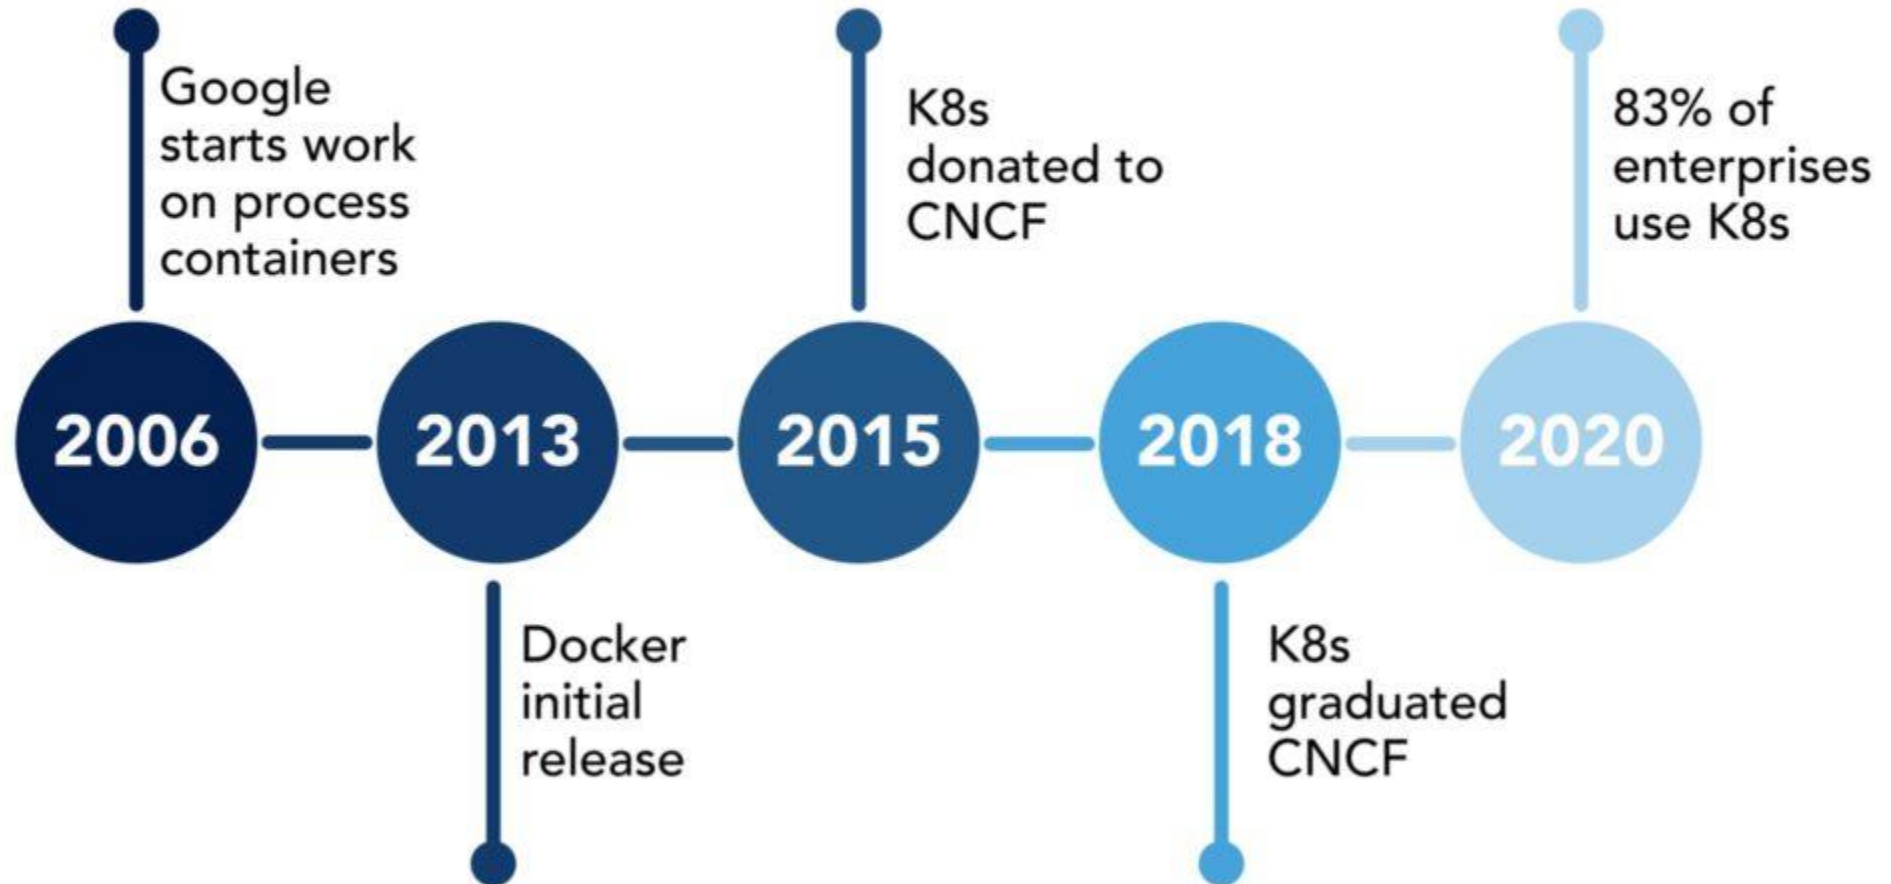 Google
starts work
on process
containers
K8s
donated to
CNCF
83% of
enterprises
use K8s
2006
2013
2015
2018
2020
Docker
initial
release
K8s
graduated
CNCF